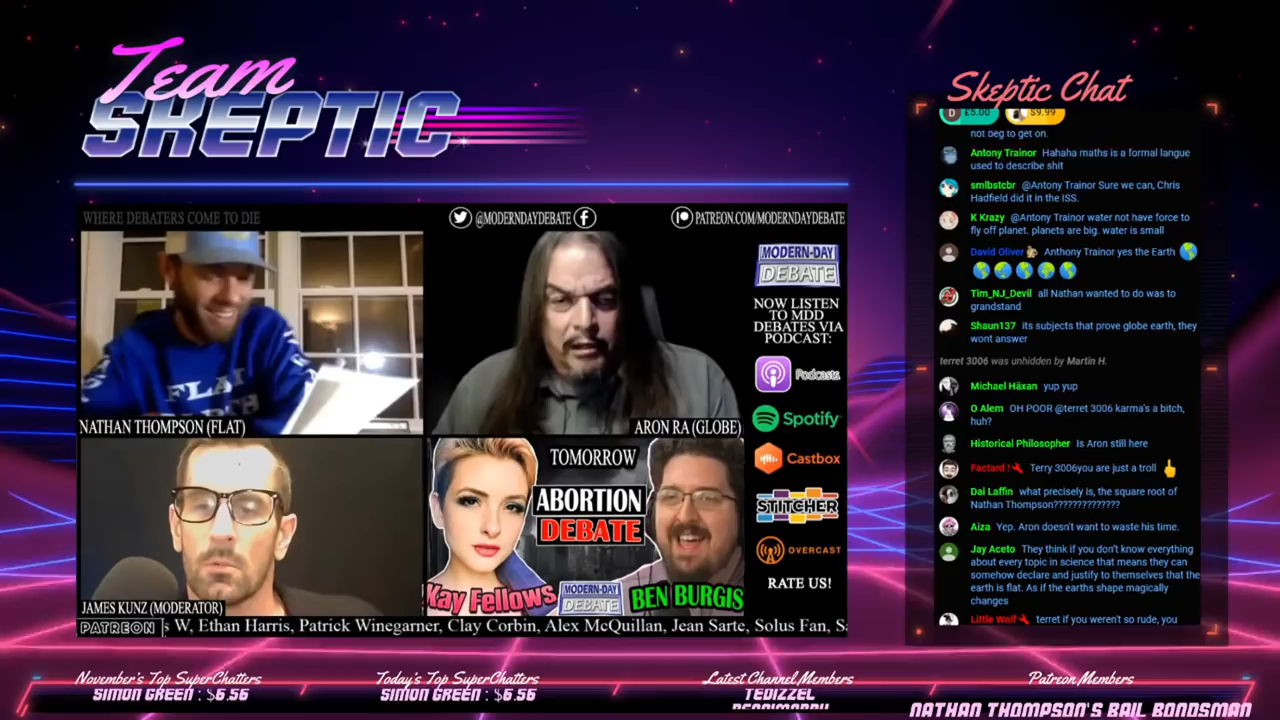 Team
SKEPTIC
WHERE DEBATERS COME TO DIE
@MODERNDAYDEBATE
PATREON.COM/MODERNDAYDEBATE
FLAT
NATHAN THOMPSON (FLAT)
ARON RA (GLOBE)
JAMES KUNZ (MODERATOR)
TOMORROW
ABORTION
DEBATE
Kay Fellows
MODERN-DAY
DEBATE
BEN BURGIS
MODERN-DAY
DEBATE
NOW LISTEN
TO MDD
DEBATES VIA
PODCAST:
Podcasts
Spotify
Castbox
STITCHER
OVERCAST
RATE US!
PATREON s W, Ethan Harris, Patrick Winegarner, Clay Corbin, Alex McQuillan, Jean Sarte, Solus Fan, Sa
Skeptic Chat
D £5.00 $9.99
not beg to get on.
Antony Trainor Hahaha maths is a formal langue
used to describe shit
smlbstcbr @Antony Trainor Sure we can, Chris
Hadfield did it in the ISS.
K Krazy @Antony Trainor water not have force to
fly off planet. planets are big. water is small
David Oliver Anthony Trainor yes the Earth
Tim_NJ_Devil all Nathan wanted to do was to
grandstand
Shaun137 its subjects that prove globe earth, they
wont answer
terret 3006 was unhidden by Martin H.
Michael Häxan yup yup
O Alem OH POOR @terret 3006 karma's a bitch,
huh?
Historical Philosopher Is Aron still here
Factard ! Terry 3006you are just a troll
Dai Laffin what precisely is, the square root of
Nathan Thompson??????????????
Aiza Yep. Aron doesn't want to waste his time.
Jay Aceto They think if you don't know everything
about every topic in science that means they can
somehow declare and justify to themselves that the
earth is flat. As if the earths shape magically
changes
Little Wolf terret if you weren't so rude, you
November's Top SuperChatters
SIMON GREEN : $6.56
Today's Top SuperChatters
SIMON GREEN : $6.56
Latest Channel Members
TEDIZZEL
Patreon Members
NATHAN THOMPSON'S BAIL BONDSMAN